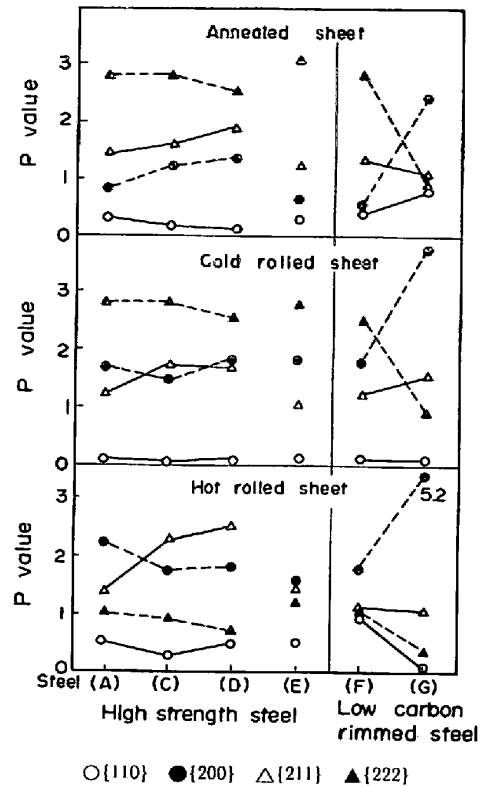 Annealed sheet
P value
3
2
1
0
Cold rolled sheet
P value
3
2
1
0
Hot rolled sheet
5.2
P value
3
2
1
0
Steel (A) (C) (D) (E) (F) (G)
High strength steel
Low carbon
rimmed steel
○{110} ●{200} △{211} ▲{222}